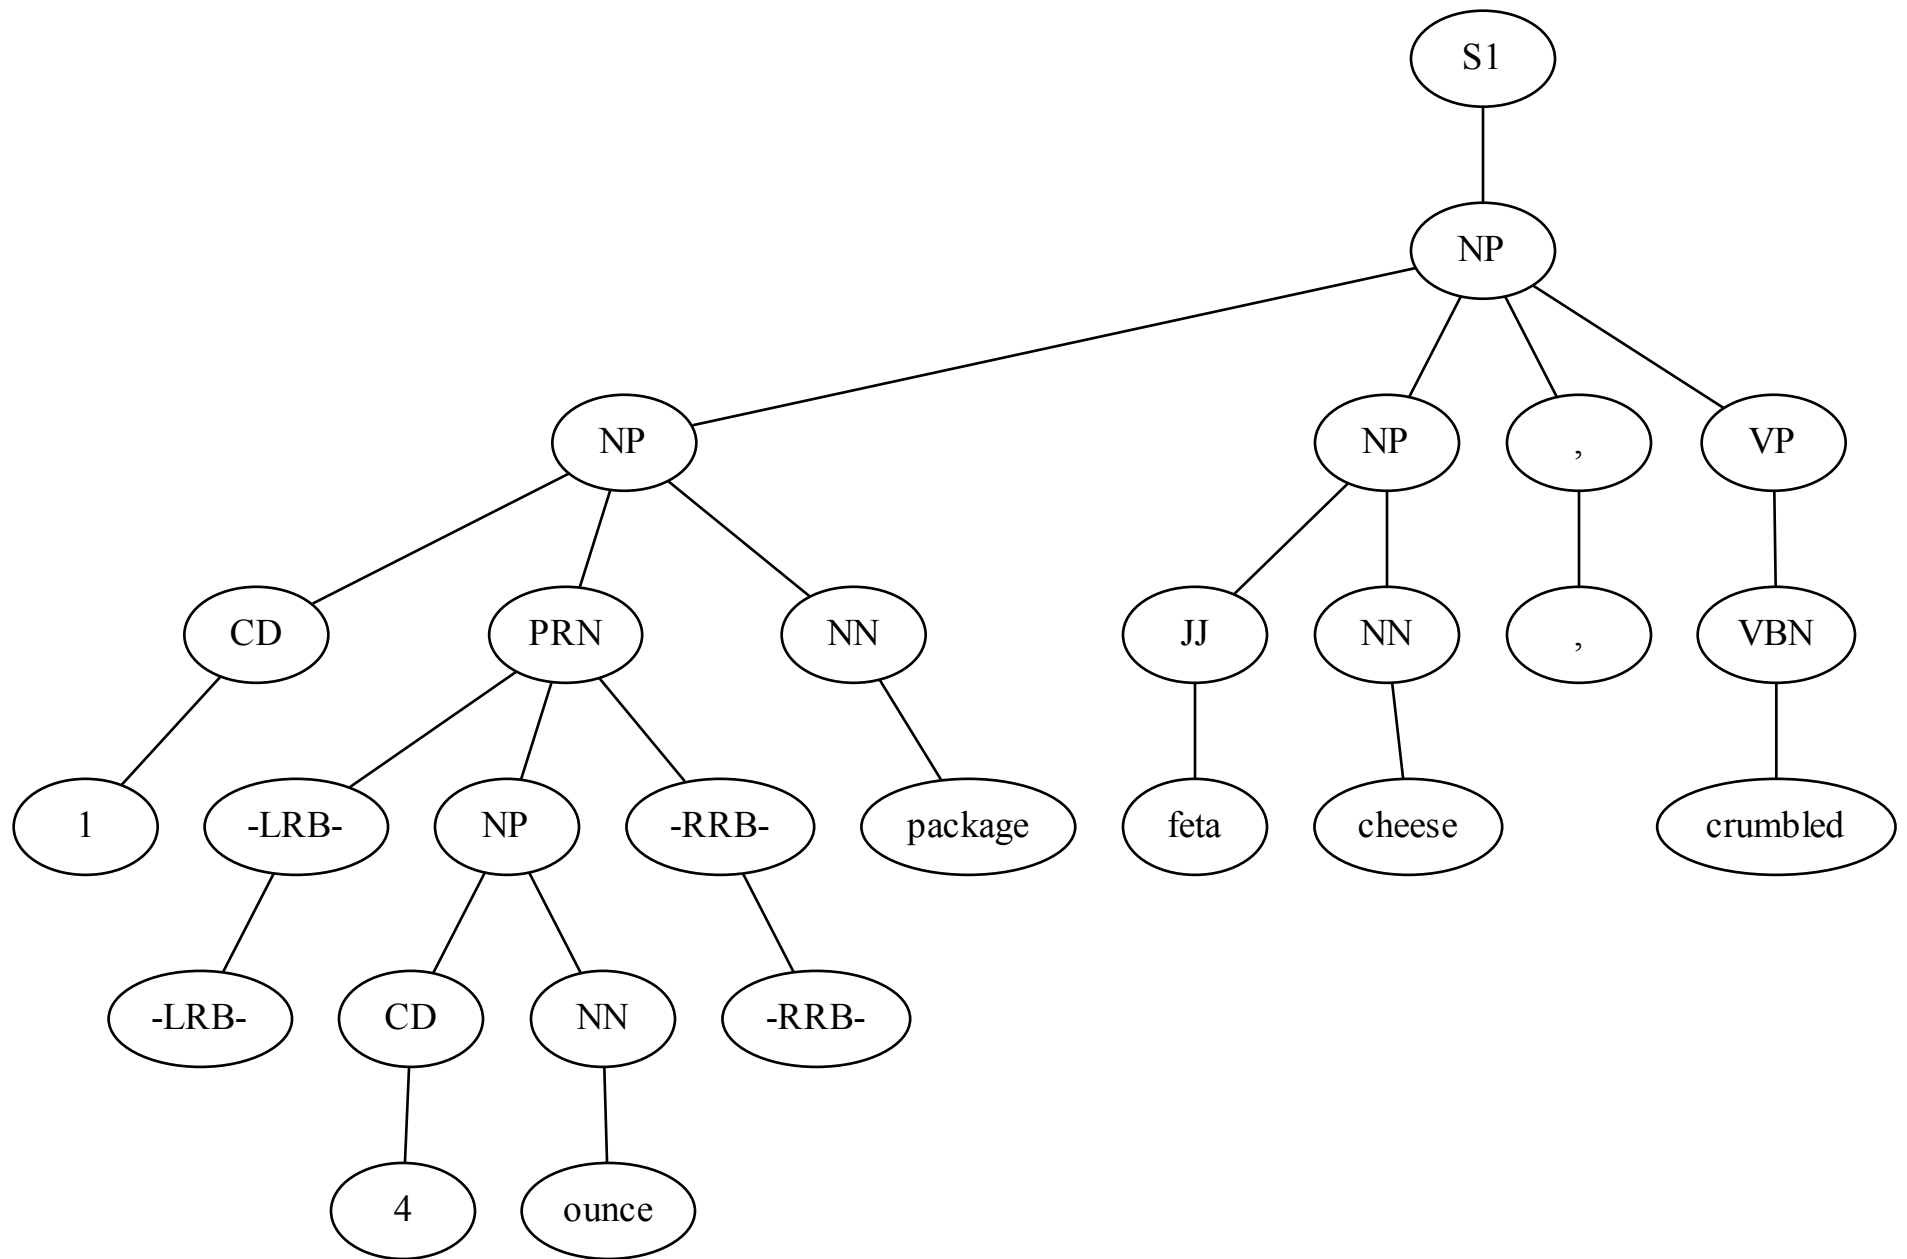 S1
NP
NP NP , VP
CD PRN NN JJ NN , VBN
1 -LRB- NP -RRB- package feta cheese crumbled
-LRB- CD NN -RRB-
4 ounce